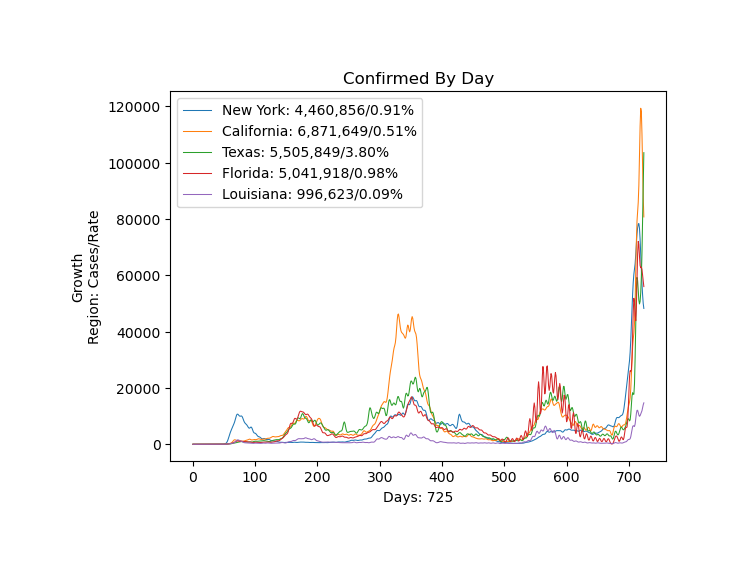 Confirmed By Day
New York: 4,460,856/0.91%
California: 6,871,649/0.51%
Texas: 5,505,849/3.80%
Florida: 5,041,918/0.98%
Louisiana: 996,623/0.09%
120000
100000
80000
60000
40000
20000
0
Growth
Region: Cases/Rate
0 100 200 300 400 500 600 700
Days: 725